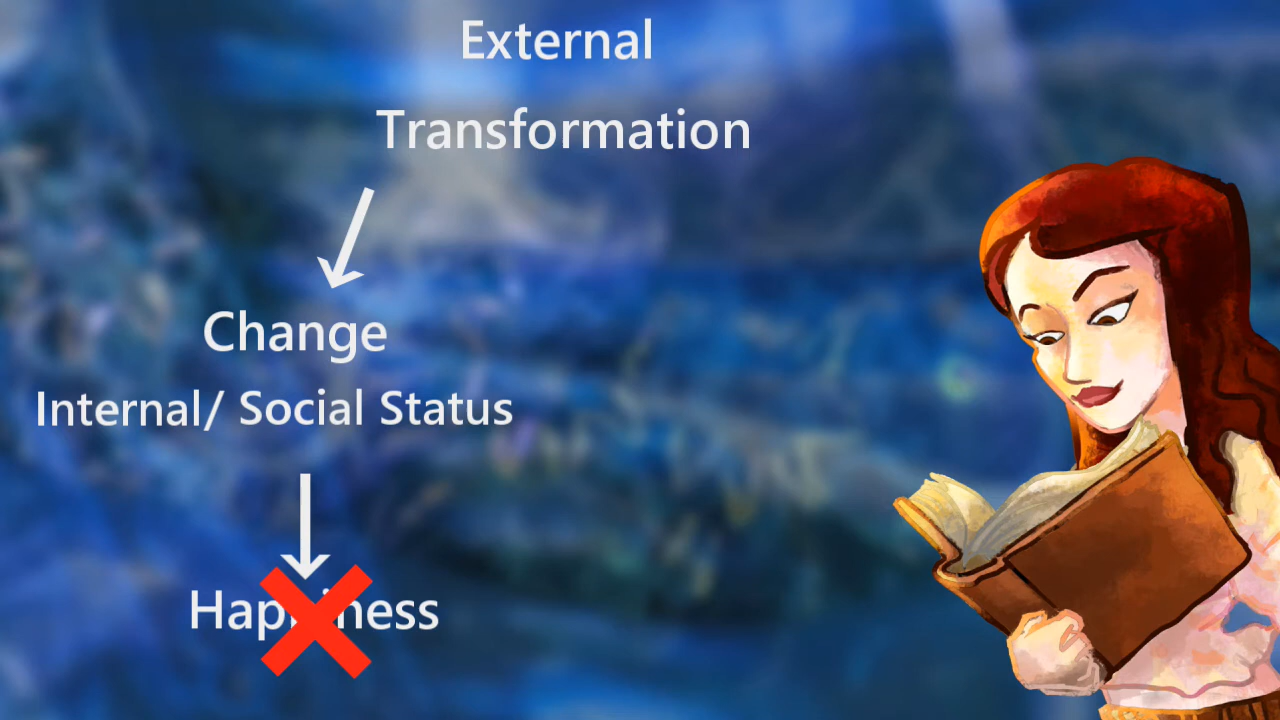 External
Transformation
Change
Internal/ Social Status
Happiness